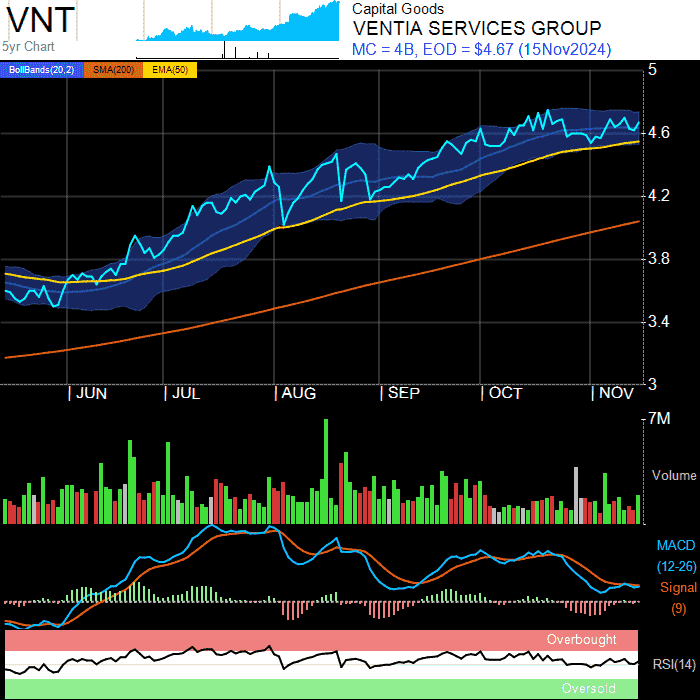 VNT
5yr Chart
Capital Goods
VENTIA SERVICES GROUP
MC = 4B, EOD = $4.67 (15Nov2024)
BollBands(20,2) SMA(200) EMA(50)
5
4.6
4.2
3.8
3.4
3
JUN JUL AUG SEP OCT NOV
7M
Volume
MACD
(12-26)
Signal
(9)
Overbought
RSI(14)
Oversold